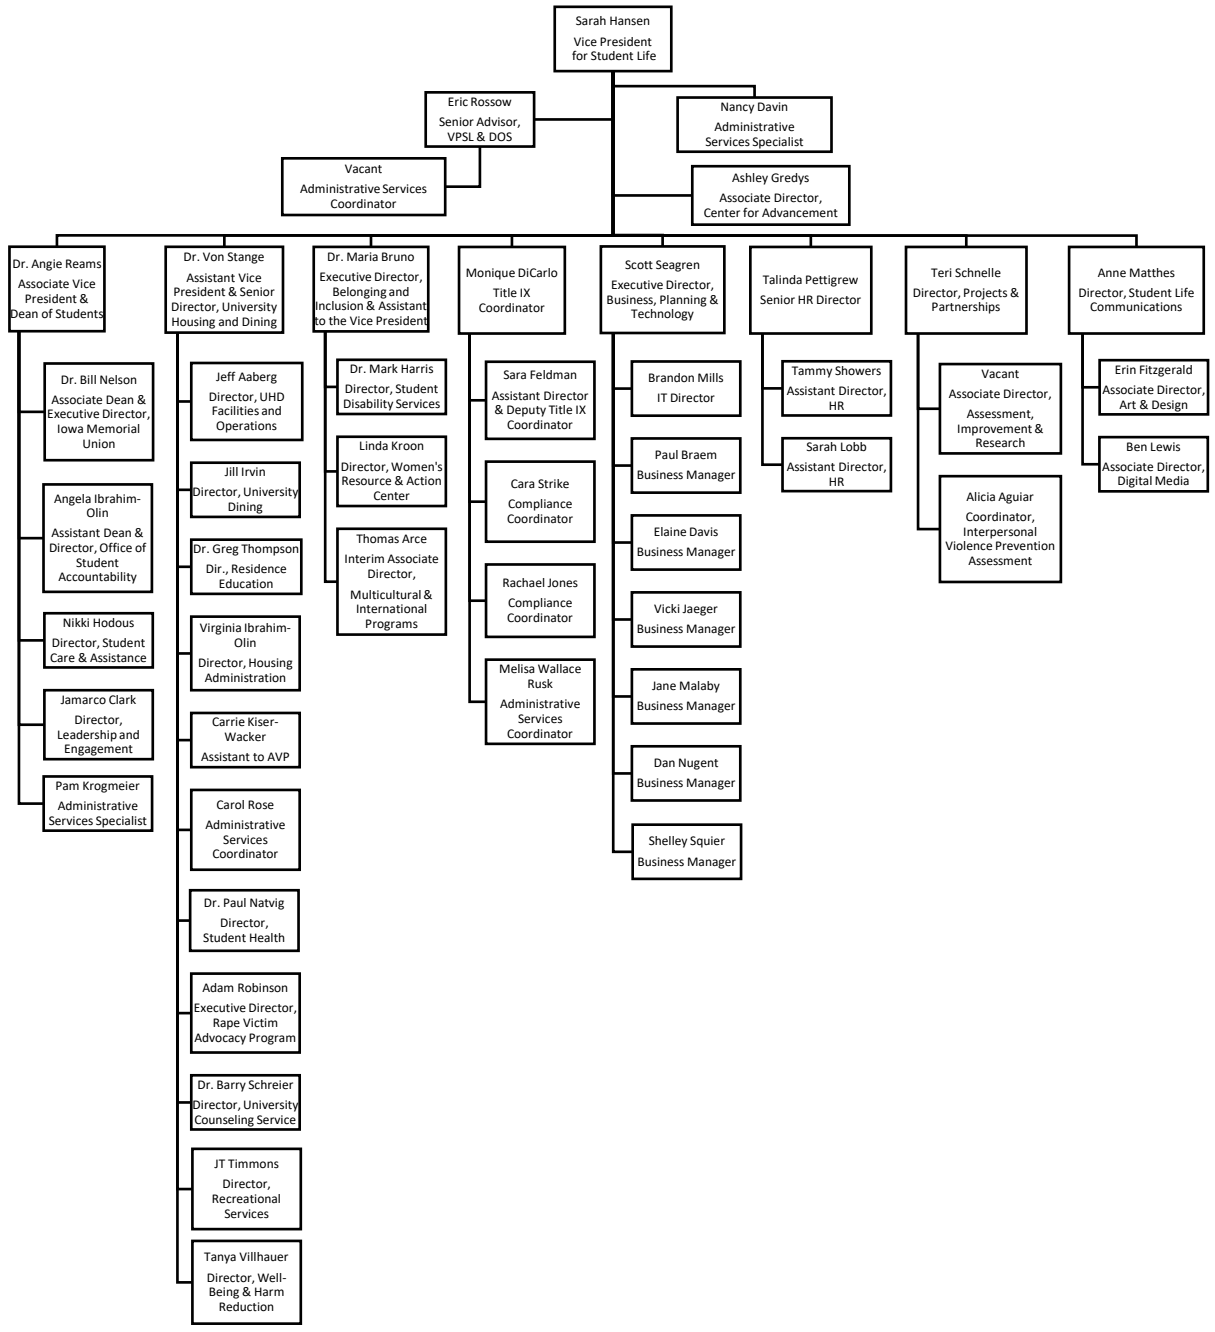 Sarah Hansen
Vice President
for Student Life
Eric Rossow
Senior Advisor,
VPSL & DOS
Nancy Davin
Administrative
Services Specialist
Vacant
Administrative Services
Coordinator
Ashley Gredys
Associate Director,
Center for Advancement
Dr. Angie Reams
Associate Vice
President &
Dean of Students
Dr. Von Stange
Assistant Vice
President & Senior
Director, University
Housing and Dining
Dr. Maria Bruno
Executive Director,
Belonging and
Inclusion & Assistant
to the Vice President
Monique DiCarlo
Title IX
Coordinator
Scott Seagren
Executive Director,
Business, Planning &
Technology
Talinda Pettigrew
Senior HR Director
Teri Schnelle
Director, Projects &
Partnerships
Anne Matthes
Director, Student Life
Communications
Dr. Bill Nelson
Associate Dean &
Executive Director,
Iowa Memorial
Union
Angela Ibrahim-
Olin
Assistant Dean &
Director, Office of
Student
Accountability
Nikki Hodous
Director, Student
Care & Assistance
Jamarco Clark
Director,
Leadership and
Engagement
Pam Krogmeier
Administrative
Services Specialist
Jeff Aaberg
Director, UHD
Facilities and
Operations
Jill Irvin
Director, University
Dining
Dr. Greg Thompson
Dir., Residence
Education
Virginia Ibrahim-
Olin
Director, Housing
Administration
Carrie Kiser-
Wacker
Assistant to AVP
Carol Rose
Administrative
Services
Coordinator
Dr. Paul Natvig
Director,
Student Health
Adam Robinson
Executive Director,
Rape Victim
Advocacy Program
Dr. Barry Schreier
Director, University
Counseling Service
JT Timmons
Director,
Recreational
Services
Tanya Villhauer
Director, Well-
Being & Harm
Reduction
Dr. Mark Harris
Director, Student
Disability Services
Linda Kroon
Director, Women's
Resource & Action
Center
Thomas Arce
Interim Associate
Director,
Multicultural &
International
Programs
Sara Feldman
Assistant Director
& Deputy Title IX
Coordinator
Cara Strike
Compliance
Coordinator
Rachael Jones
Compliance
Coordinator
Melisa Wallace
Rusk
Administrative
Services
Coordinator
Brandon Mills
IT Director
Paul Braem
Business Manager
Elaine Davis
Business Manager
Vicki Jaeger
Business Manager
Jane Malaby
Business Manager
Dan Nugent
Business Manager
Shelley Squier
Business Manager
Tammy Showers
Assistant Director,
HR
Sarah Lobb
Assistant Director,
HR
Vacant
Associate Director,
Assessment,
Improvement &
Research
Alicia Aguiar
Coordinator,
Interpersonal
Violence Prevention
Assessment
Erin Fitzgerald
Associate Director,
Art & Design
Ben Lewis
Associate Director,
Digital Media